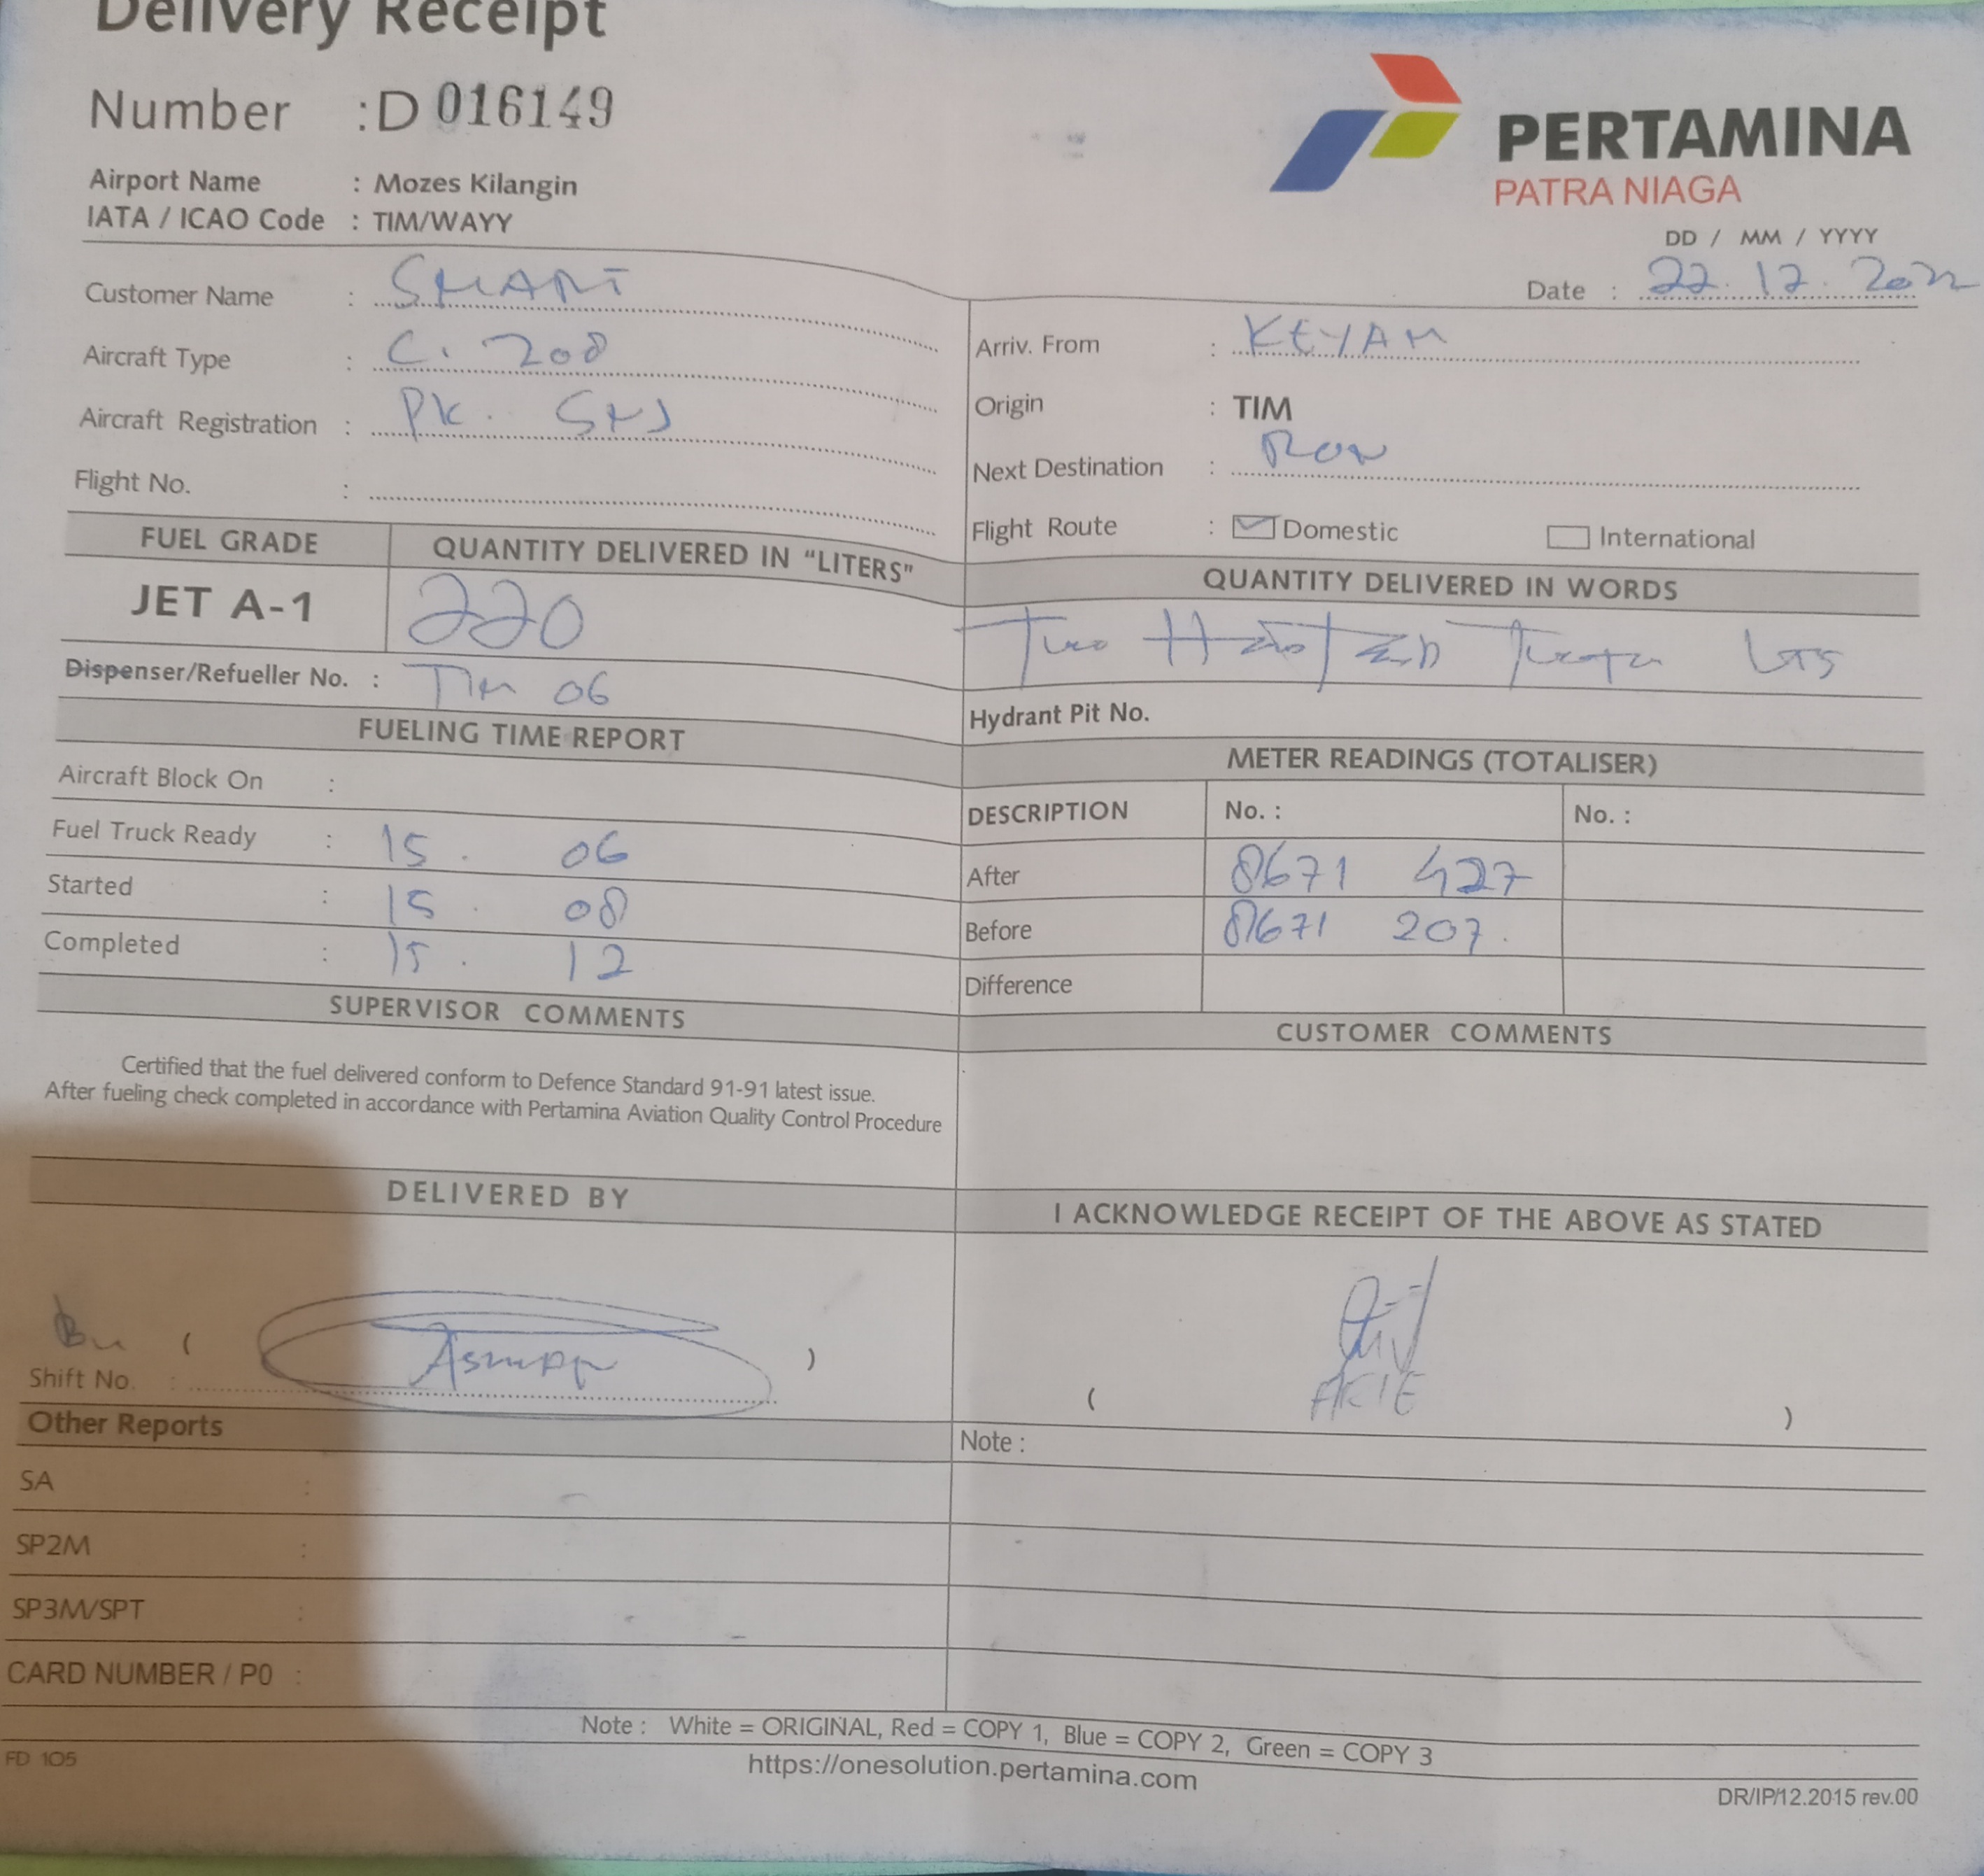 Delivery Receipt
Number :D 016149
PERTAMINA
PATRA NIAGA
Airport Name : Mozes Kilangin
IATA / ICAO Code : TIM/WAYY
DD / MM / YYYY
Date : 22.12.2022
Customer Name : SMART
Aircraft Type : C. 208
Aircraft Registration : PK.
Flight No. :
Arriv. From : KEYAM
Origin : TIM
Next Destination : RON
Flight Route : Domestic International
FUEL GRADE QUANTITY DELIVERED IN "LITERS"
JET A-1 220
Dispenser/Refueller No. : TIM 06
QUANTITY DELIVERED IN WORDS
Two Lts
Hydrant Pit No.
FUELING TIME REPORT
Aircraft Block On :
Fuel Truck Ready : 15. 06
Started : 15. 08
Completed : 15. 12
METER READINGS (TOTALISER)
DESCRIPTION No. : No. :
After 8671 427
Before 8671 207.
Difference
SUPERVISOR COMMENTS
Certified that the fuel delivered conform to Defence Standard 91-91 latest issue.
After fueling check completed in accordance with Pertamina Aviation Quality Control Procedure
CUSTOMER COMMENTS
DELIVERED BY
( )
Shift No. :
I ACKNOWLEDGE RECEIPT OF THE ABOVE AS STATED
( )
Other Reports
SA :
SP2M :
SP3M/SPT :
CARD NUMBER / P0 :
Note :
Note : White = ORIGINAL, Red = COPY 1, Blue = COPY 2, Green = COPY 3
FD 105
https://onesolution.pertamina.com
DR/IP/12.2015 rev.00